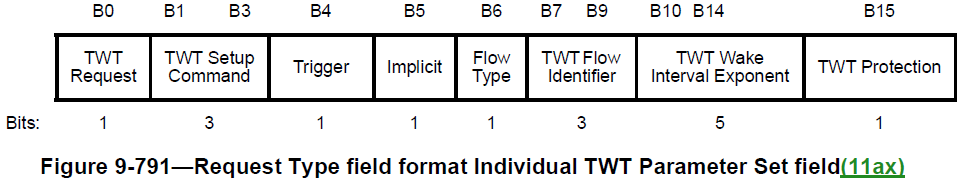 B0 B1 B3 B4 B5 B6 B7 B9 B10 B14 B15
TWT Request
TWT Setup Command
Trigger
Implicit
Flow Type
TWT Flow Identifier
TWT Wake Interval Exponent
TWT Protection
Bits: 1 3 1 1 1 3 5 1
Figure 9-791—Request Type field format Individual TWT Parameter Set field(11ax)